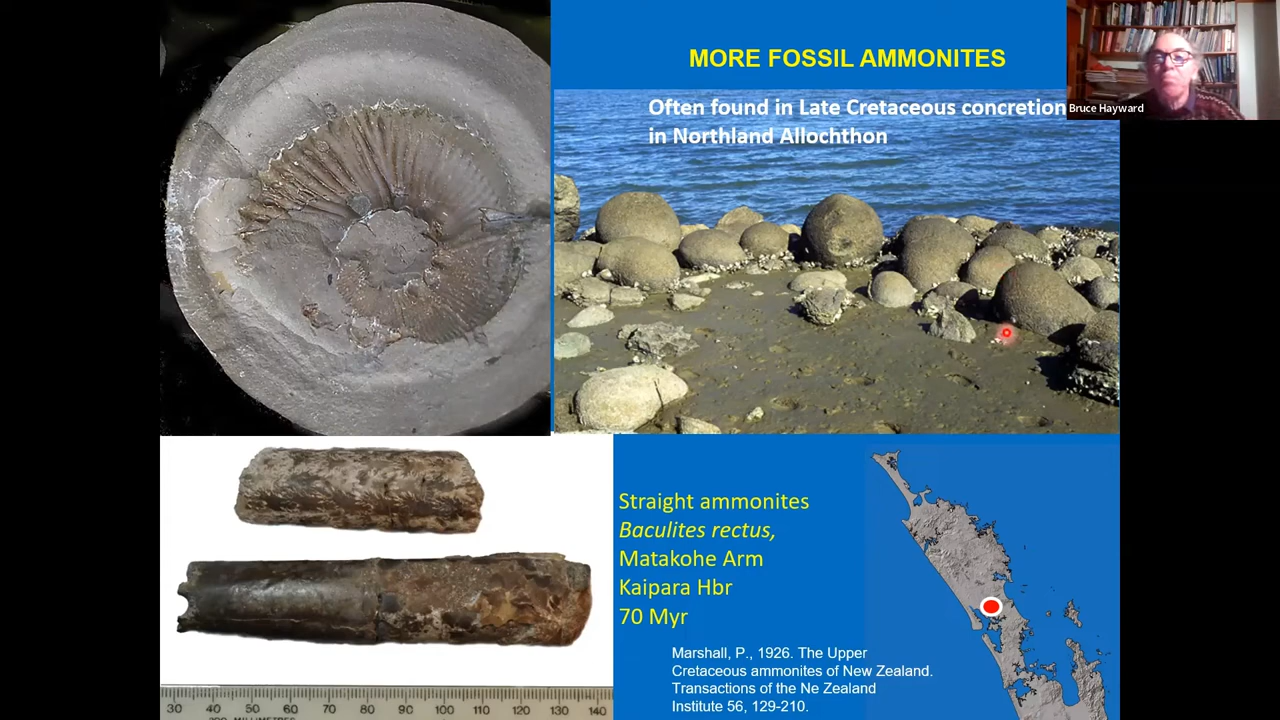 MORE FOSSIL AMMONITES
Often found in Late Cretaceous concretion
in Northland Allochthon
Bruce Hayward
Straight ammonites
Baculites rectus,
Matakohe Arm
Kaipara Hbr
70 Myr
Marshall, P., 1926. The Upper
Cretaceous ammonites of New Zealand.
Transactions of the Ne Zealand
Institute 56, 129-210.
30 40 50 60 70 80 90 100 110 120 130 140
MILLIMETRES